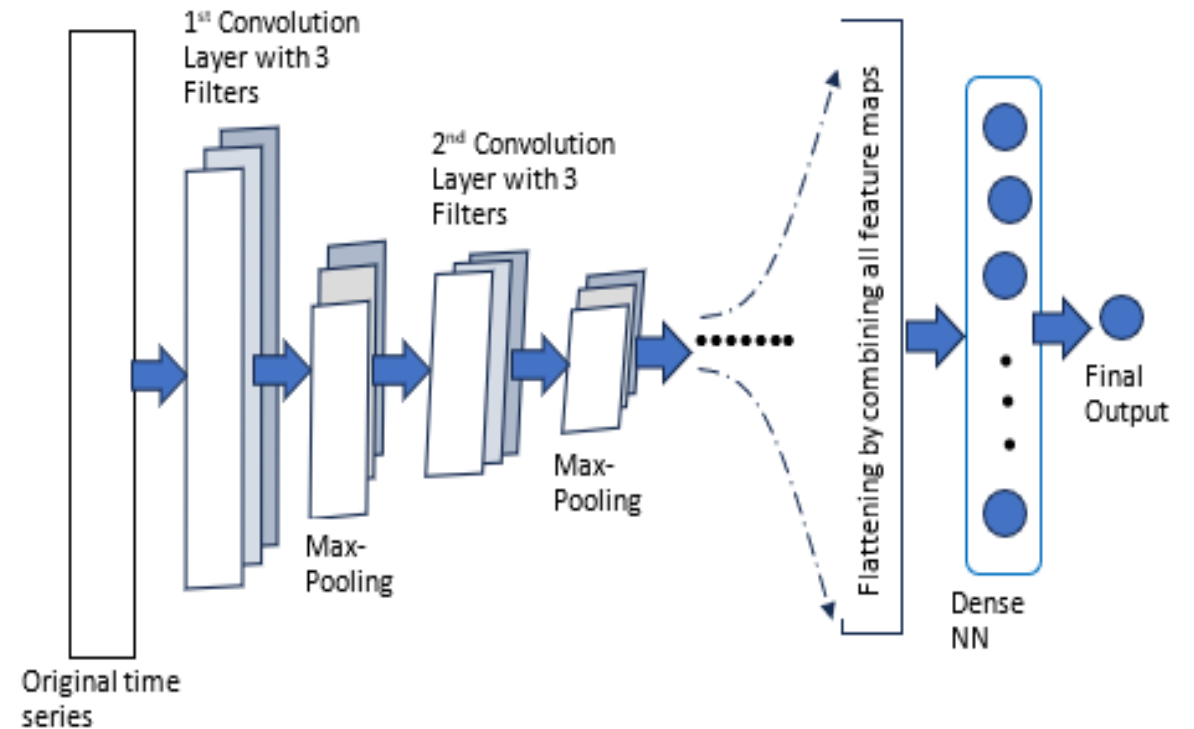 1st Convolution
Layer with 3
Filters
2nd Convolution
Layer with 3
Filters
Max-
Pooling
Max-
Pooling
Flattening by combining all feature maps
Final
Output
Dense
NN
Original time
series